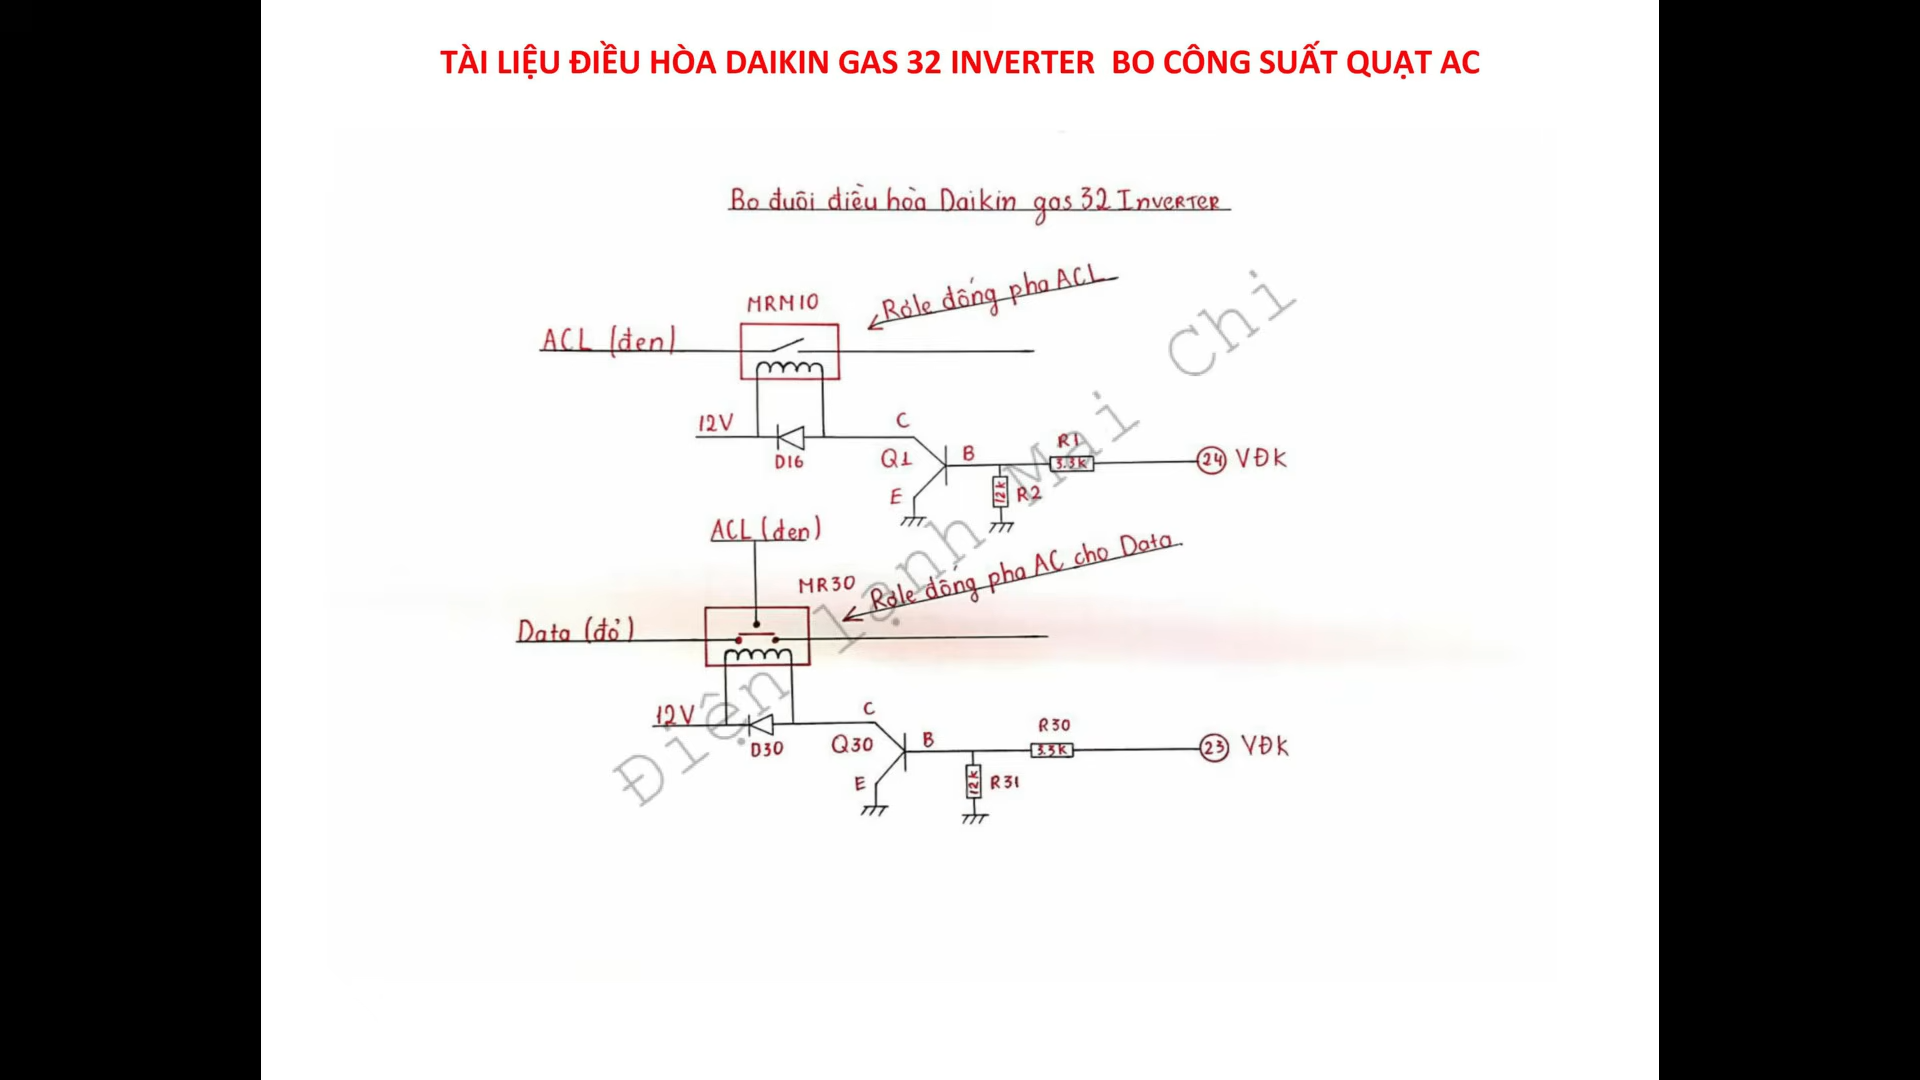 TÀI LIỆU ĐIỀU HÒA DAIKIN GAS 32 INVERTER BO CÔNG SUẤT QUẠT AC
Bo đuôi điều hòa Daikin gas 32 INVERTER
MRM10
Rơle đóng pha ACL
ACL (đen)
12V
D16
C
Q1
B
E
R1
3.3k
12k
R2
24 VĐK
ACL (đen)
MR30
Rơle đóng pha AC cho Data
Data (đỏ)
12V
D30
C
Q30
B
E
R30
3.3k
12k
R31
23 VĐK
Điện lạnh Mai Chi